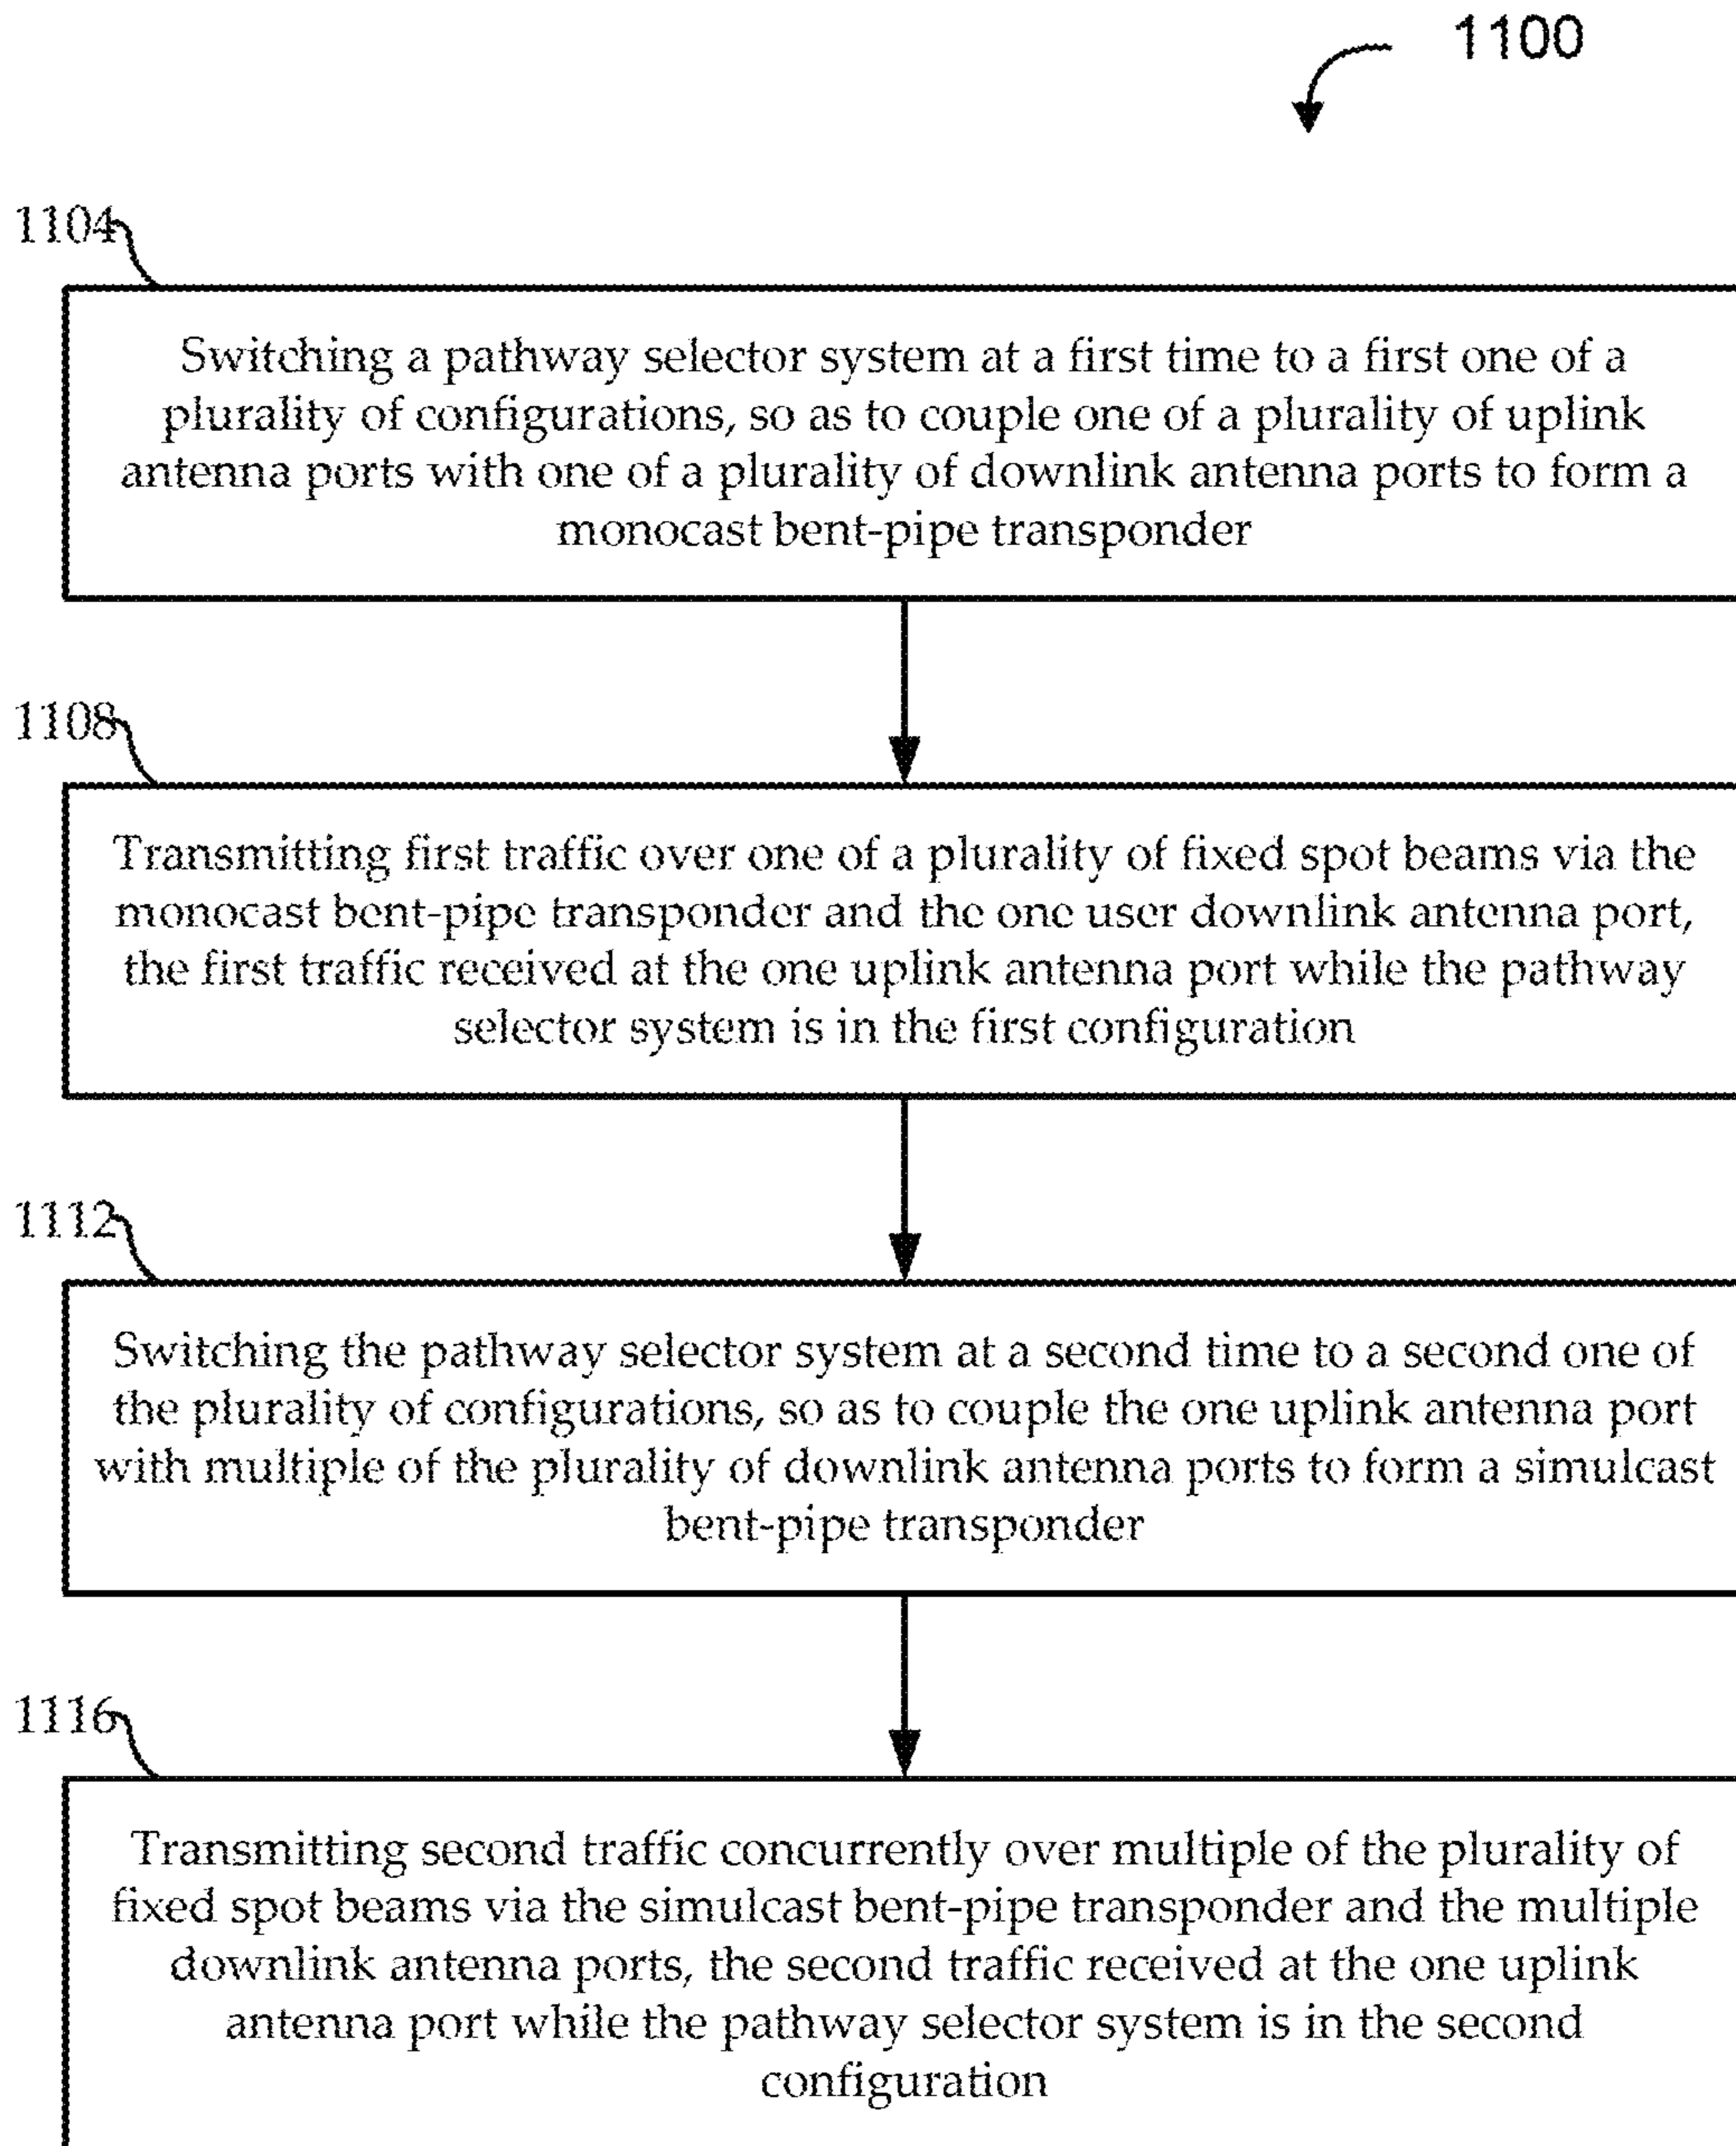 1100
1104
Switching a pathway selector system at a first time to a first one of a
plurality of configurations, so as to couple one of a plurality of uplink
antenna ports with one of a plurality of downlink antenna ports to form a
monocast bent-pipe transponder
1108
Transmitting first traffic over one of a plurality of fixed spot beams via the
monocast bent-pipe transponder and the one user downlink antenna port,
the first traffic received at the one uplink antenna port while the pathway
selector system is in the first configuration
1112
Switching the pathway selector system at a second time to a second one of
the plurality of configurations, so as to couple the one uplink antenna port
with multiple of the plurality of downlink antenna ports to form a simulcast
bent-pipe transponder
1116
Transmitting second traffic concurrently over multiple of the plurality of
fixed spot beams via the simulcast bent-pipe transponder and the multiple
downlink antenna ports, the second traffic received at the one uplink
antenna port while the pathway selector system is in the second
configuration